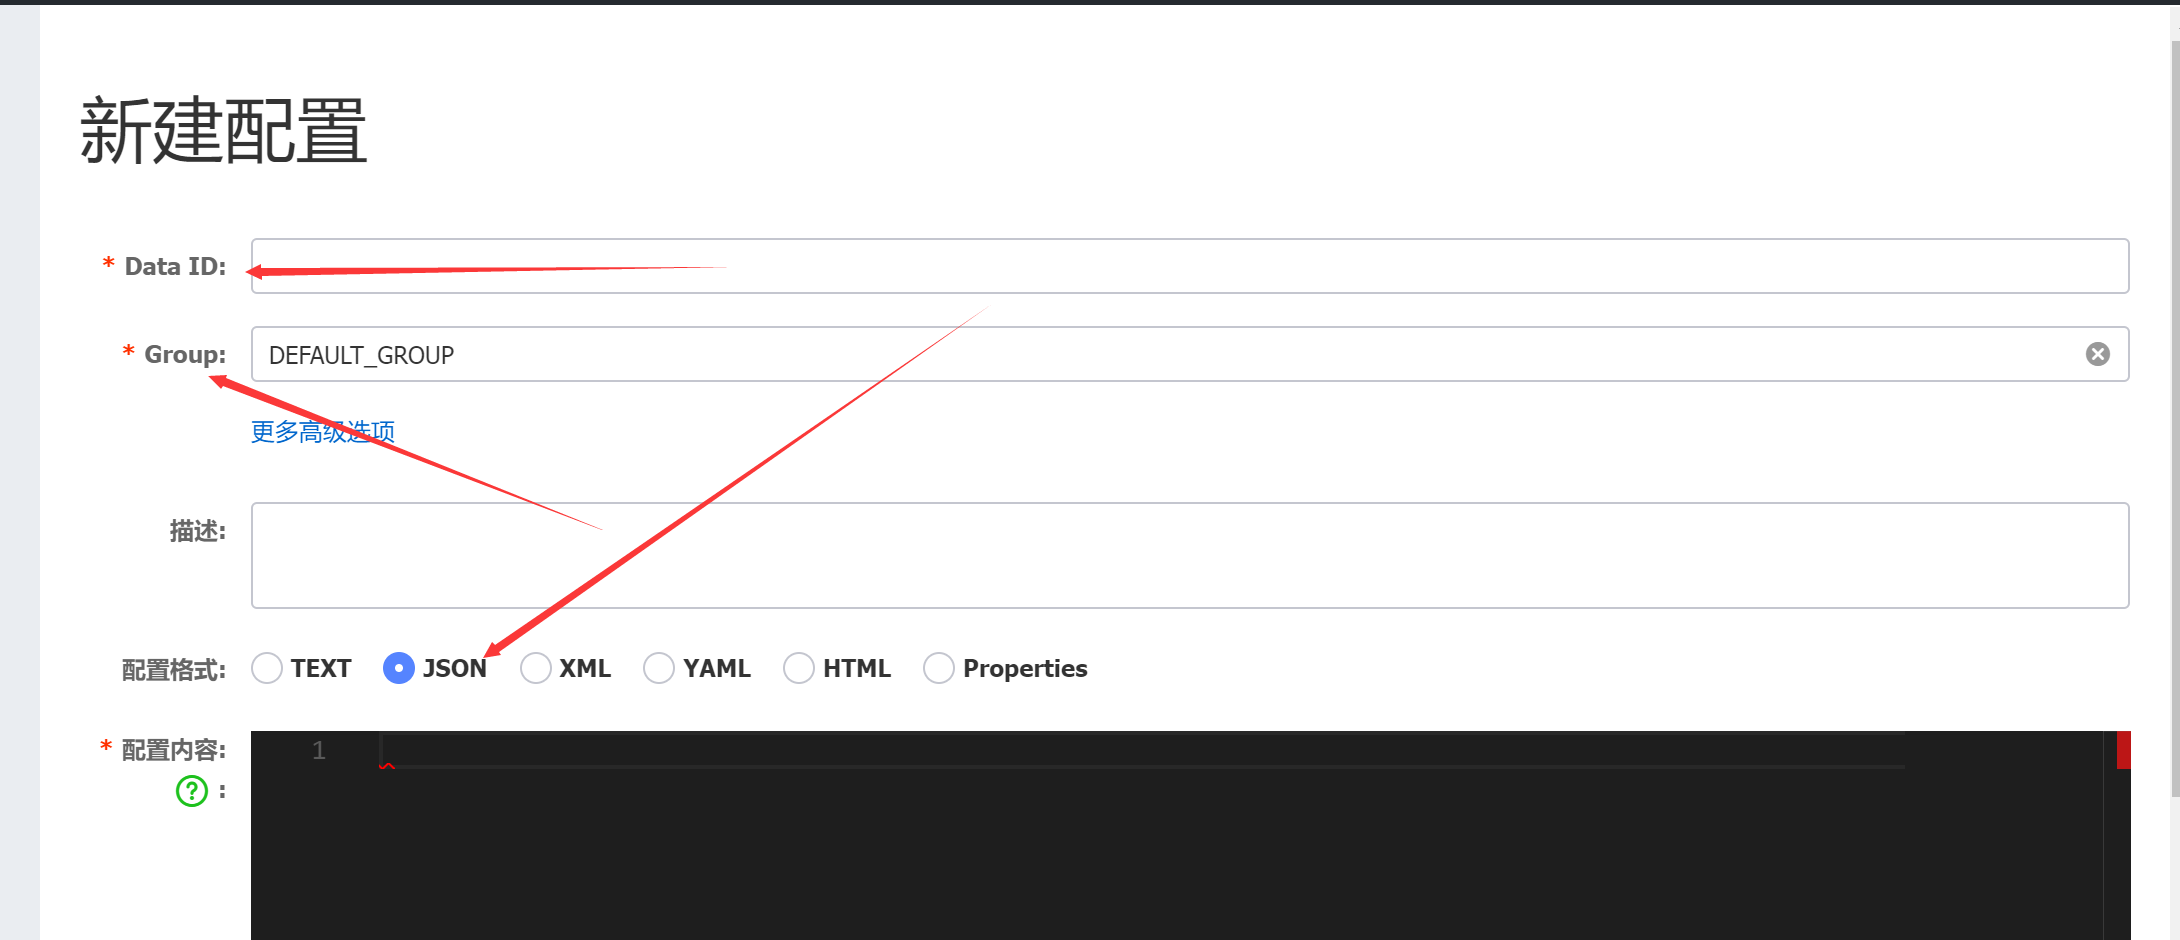 新建配置
* Data ID:
* Group: DEFAULT_GROUP
更多高级选项
描述:
配置格式: TEXT JSON XML YAML HTML Properties
* 配置内容: 1
? :